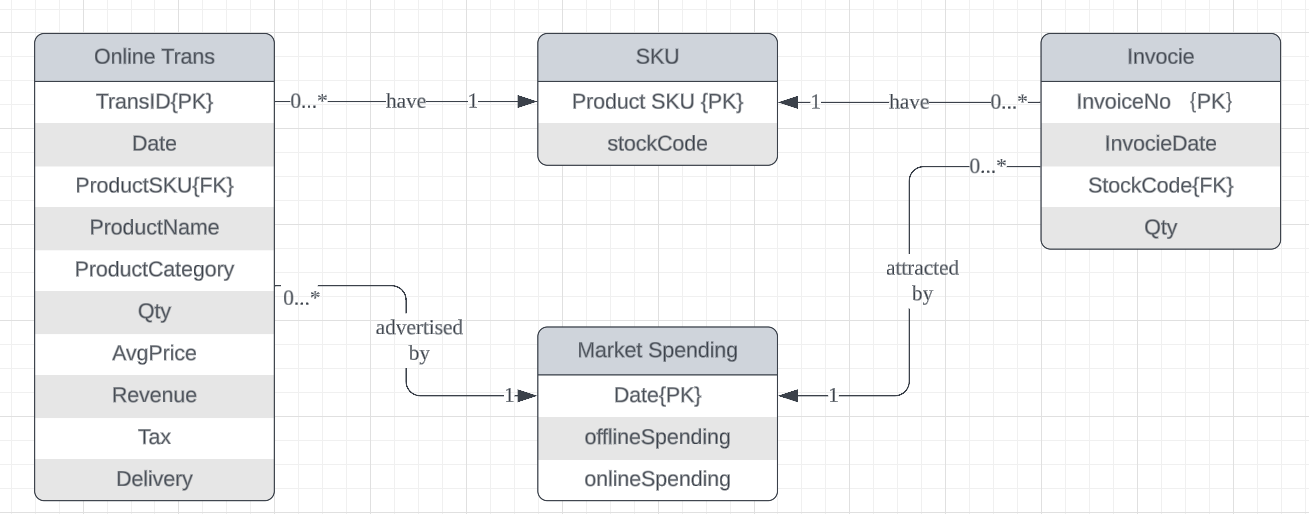 Online Trans
TransID{PK}
Date
ProductSKU{FK}
ProductName
ProductCategory
Qty
AvgPrice
Revenue
Tax
Delivery
0...*
have
1
SKU
Product SKU {PK}
stockCode
1
have
0...*
Invocie
InvoiceNo {PK}
InvocieDate
StockCode{FK}
Qty
0...*
advertised
by
1
Market Spending
Date{PK}
offlineSpending
onlineSpending
0...*
attracted
by
1